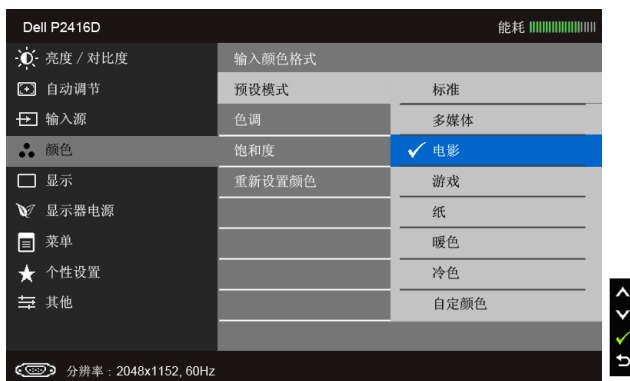 Dell P2416D
能耗
亮度 / 对比度
自动调节
输入源
颜色
显示
显示器电源
菜单
个性设置
其他
输入颜色格式
预设模式
色调
饱和度
重新设置颜色
标准
多媒体
电影
游戏
纸
暖色
冷色
自定颜色
分辨率：2048x1152, 60Hz